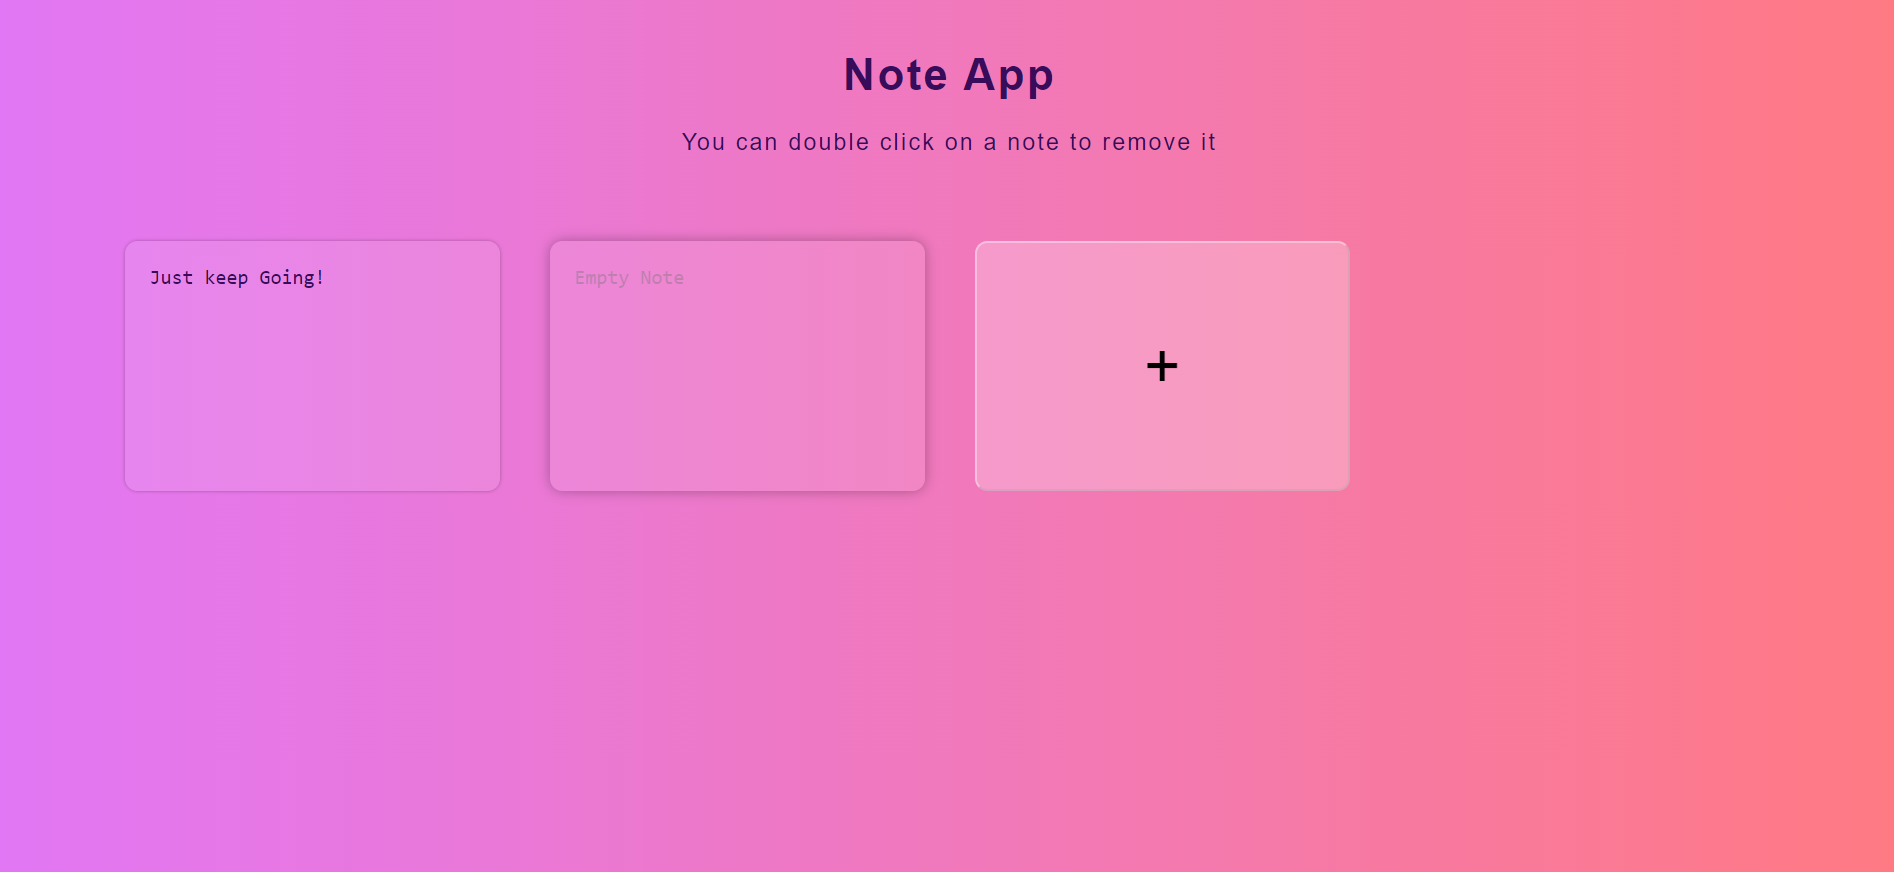 Note App
You can double click on a note to remove it
Just keep Going!
Empty Note
+